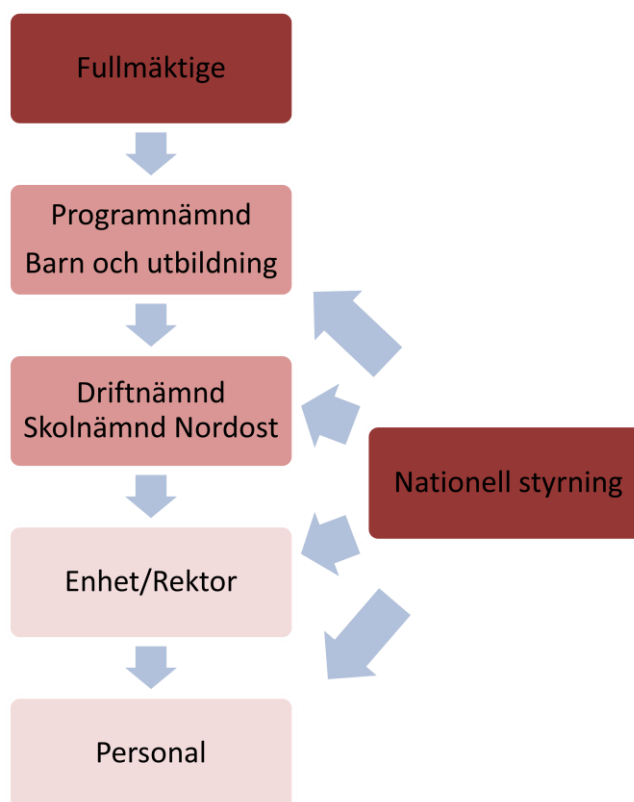 Fullmäktige
Programnämnd
Barn och utbildning
Driftnämnd
Skolnämnd Nordost
Nationell styrning
Enhet/Rektor
Personal